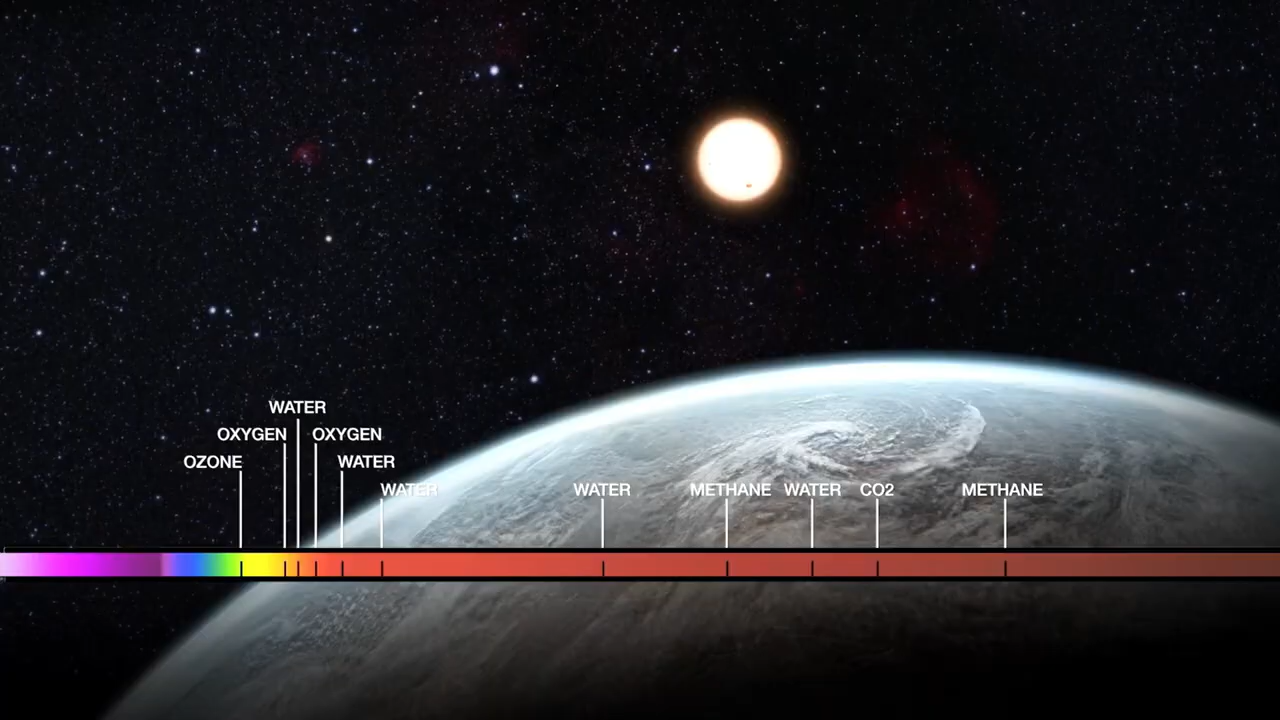 WATER
OXYGEN OXYGEN
OZONE WATER
WATER WATER METHANE WATER CO2 METHANE